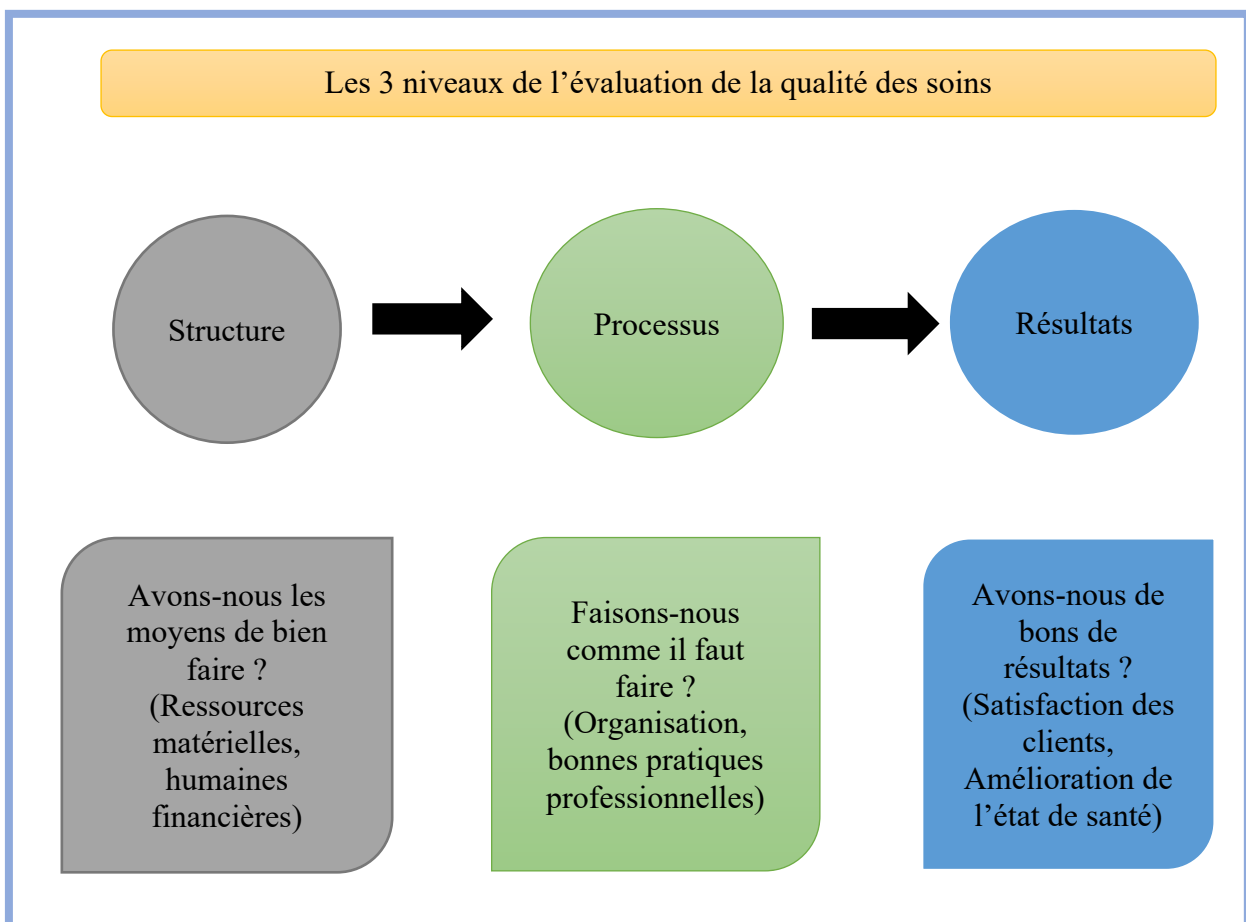 Les 3 niveaux de l’évaluation de la qualité des soins
Structure
Processus
Résultats
Avons-nous les
moyens de bien
faire ?
(Ressources
matérielles,
humaines
financières)
Faisons-nous
comme il faut
faire ?
(Organisation,
bonnes pratiques
professionnelles)
Avons-nous de
bons de
résultats ?
(Satisfaction des
clients,
Amélioration de
l’état de santé)